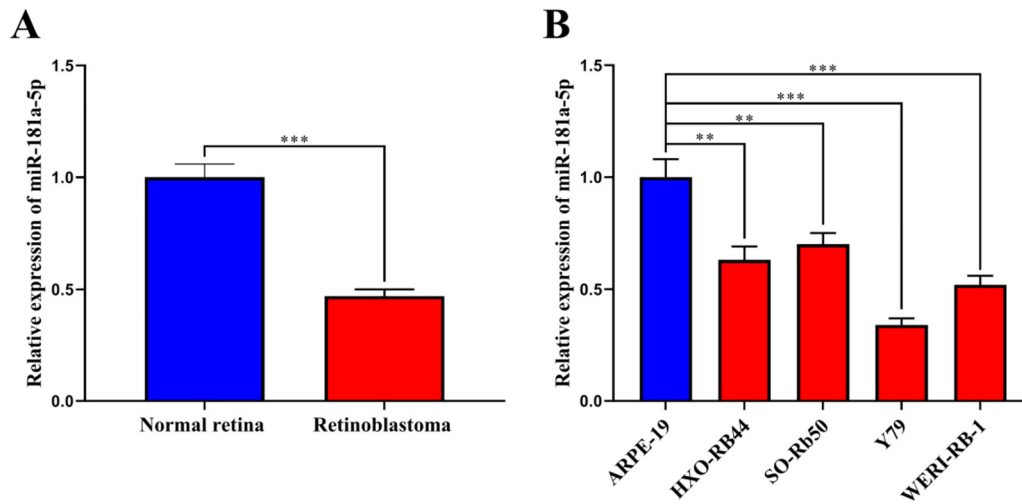 A
Relative expression of miR-181a-5p
1.5
1.0
0.5
0.0
***
Normal retina
Retinoblastoma
B
Relative expression of miR-181a-5p
1.5
1.0
0.5
0.0
***
***
**
**
ARPE-19
HXO-RB44
SO-Rb50
Y79
WERI-RB-1